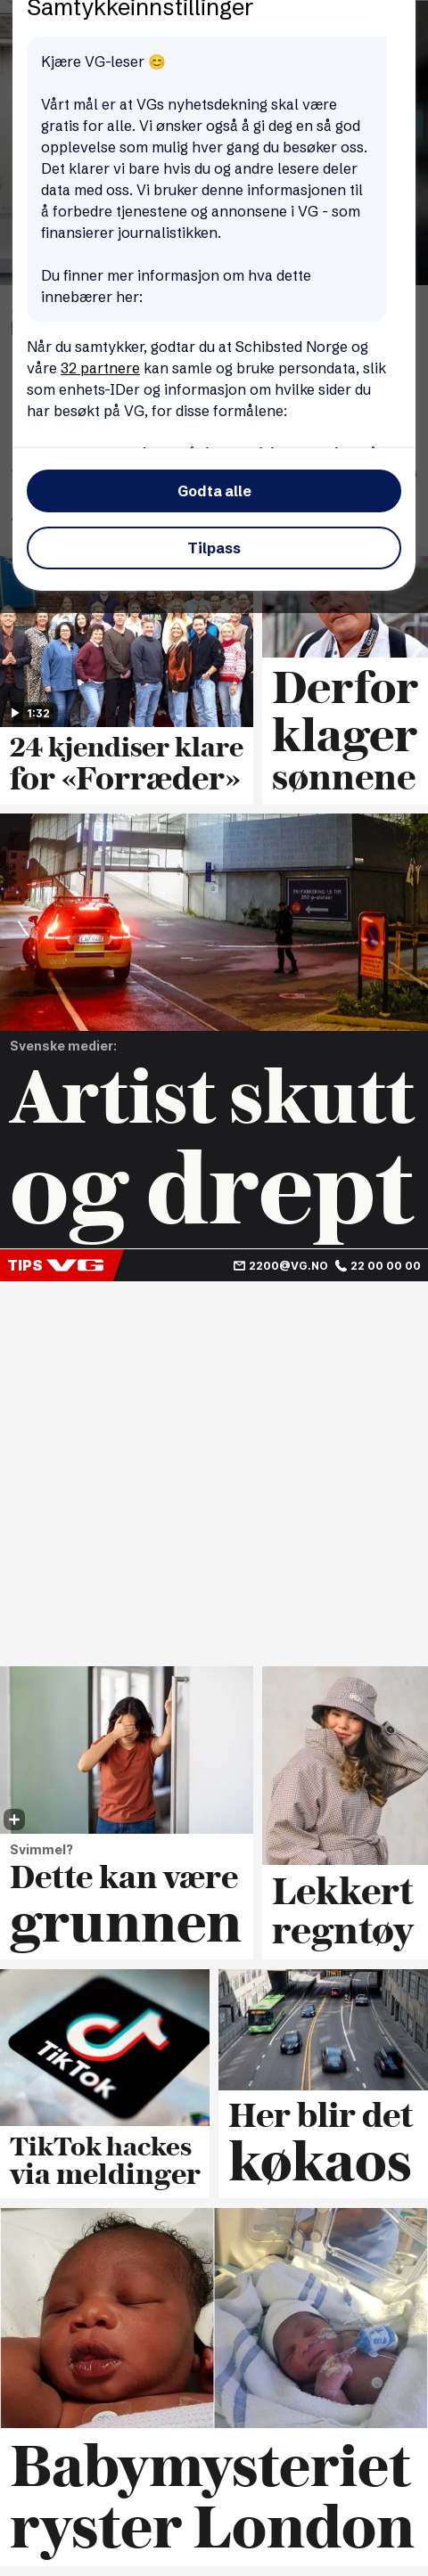 Samtykkeinnstillinger
Kjære VG-leser 😊
Vårt mål er at VGs nyhetsdekning skal være
gratis for alle. Vi ønsker også å gi deg en så god
opplevelse som mulig hver gang du besøker oss.
Det klarer vi bare hvis du og andre lesere deler
data med oss. Vi bruker denne informasjonen til
å forbedre tjenestene og annonsene i VG - som
finansierer journalistikken.
Du finner mer informasjon om hva dette
innebærer her:
Når du samtykker, godtar du at Schibsted Norge og
våre 32 partnere kan samle og bruke persondata, slik
som enhets-IDer og informasjon om hvilke sider du
har besøkt på VG, for disse formålene:
Godta alle
Tilpass
1:32
24 kjendiser klare
for «Forræder»
Derfor
klager
sønnene
Svenske medier:
Artist skutt
og drept
TIPS VG
2200@VG.NO 22 00 00 00
Svimmel?
Dette kan være
grunnen
Lekkert
regntøy
TikTok
TikTok hackes
via meldinger
Her blir det
køkaos
Babymysteriet
ryster London